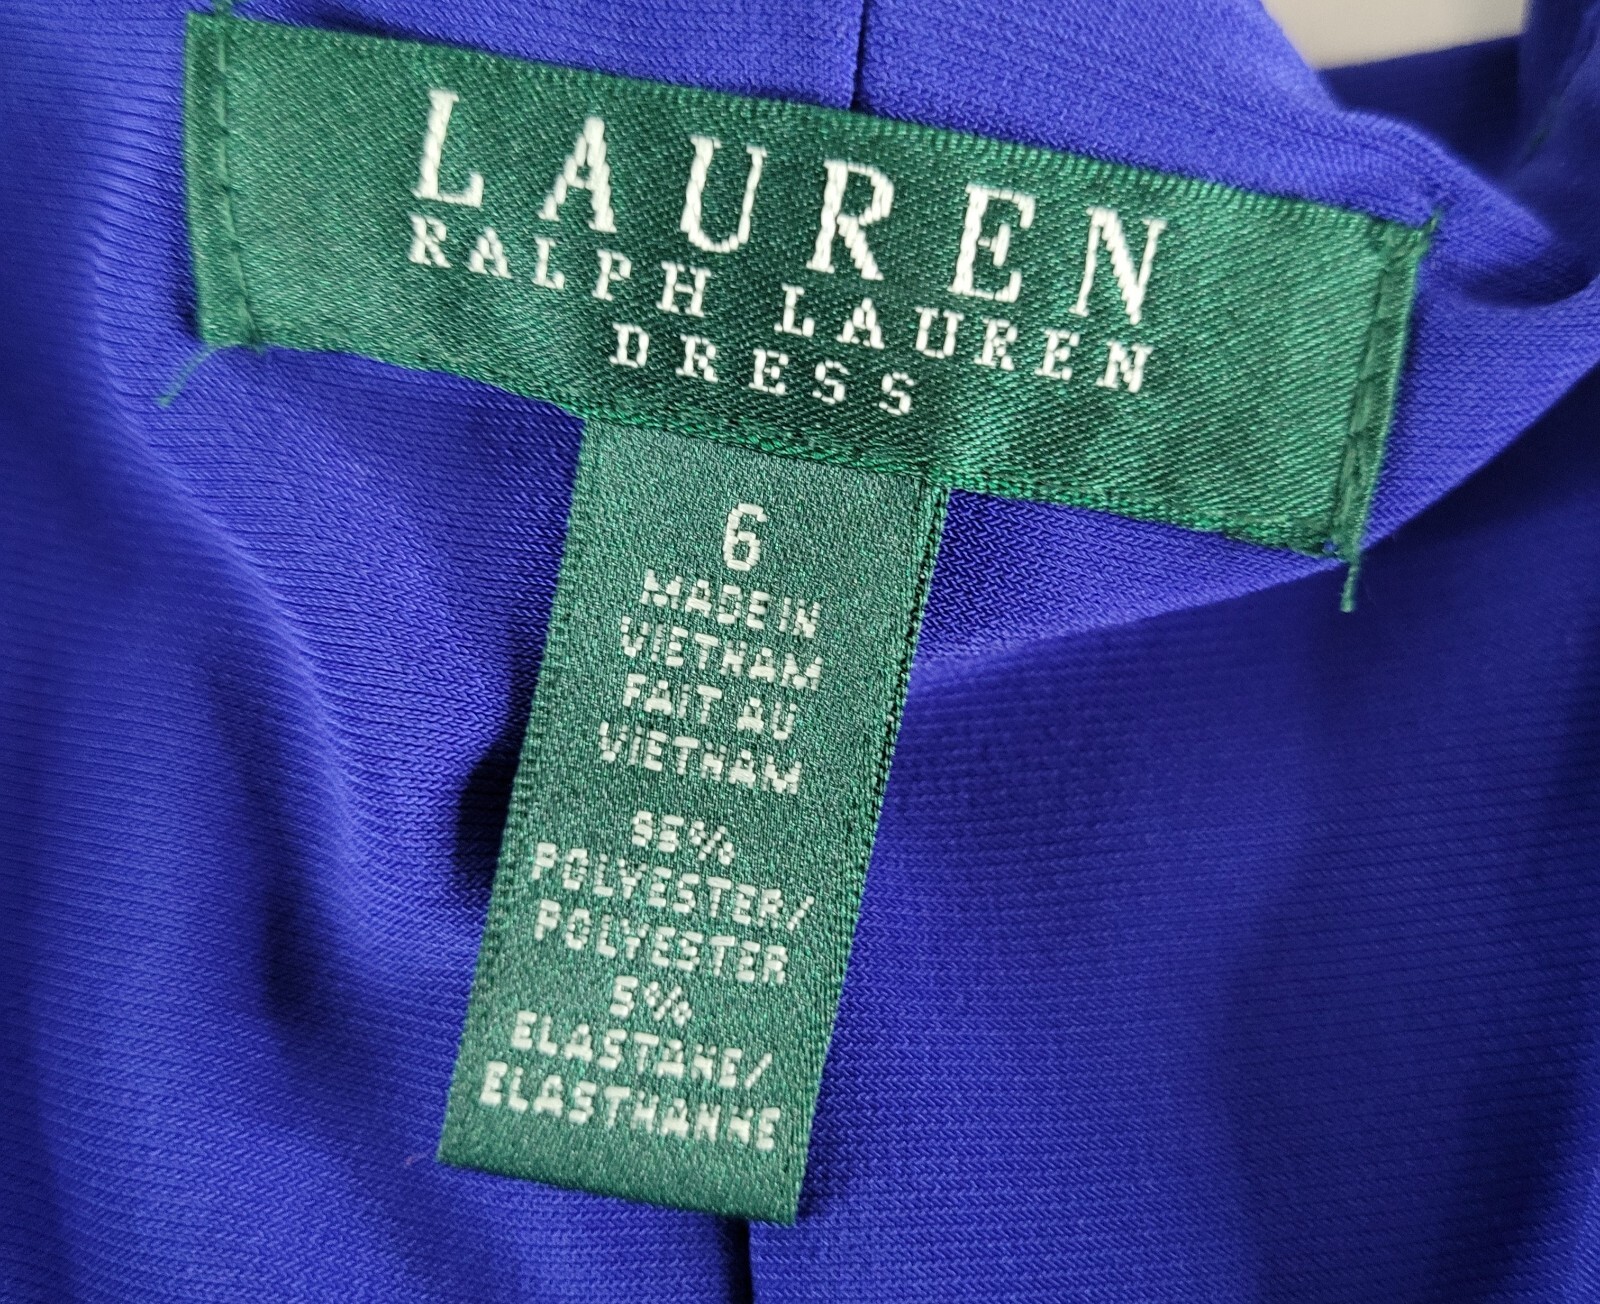 LAUREN
RALPH LAUREN
DRESS
6
MADE IN
VIETNAM
FAIT AU
VIETNAM
95%
POLYESTER/
POLYESTER
5%
ELASTANE/
ELASTHANNE